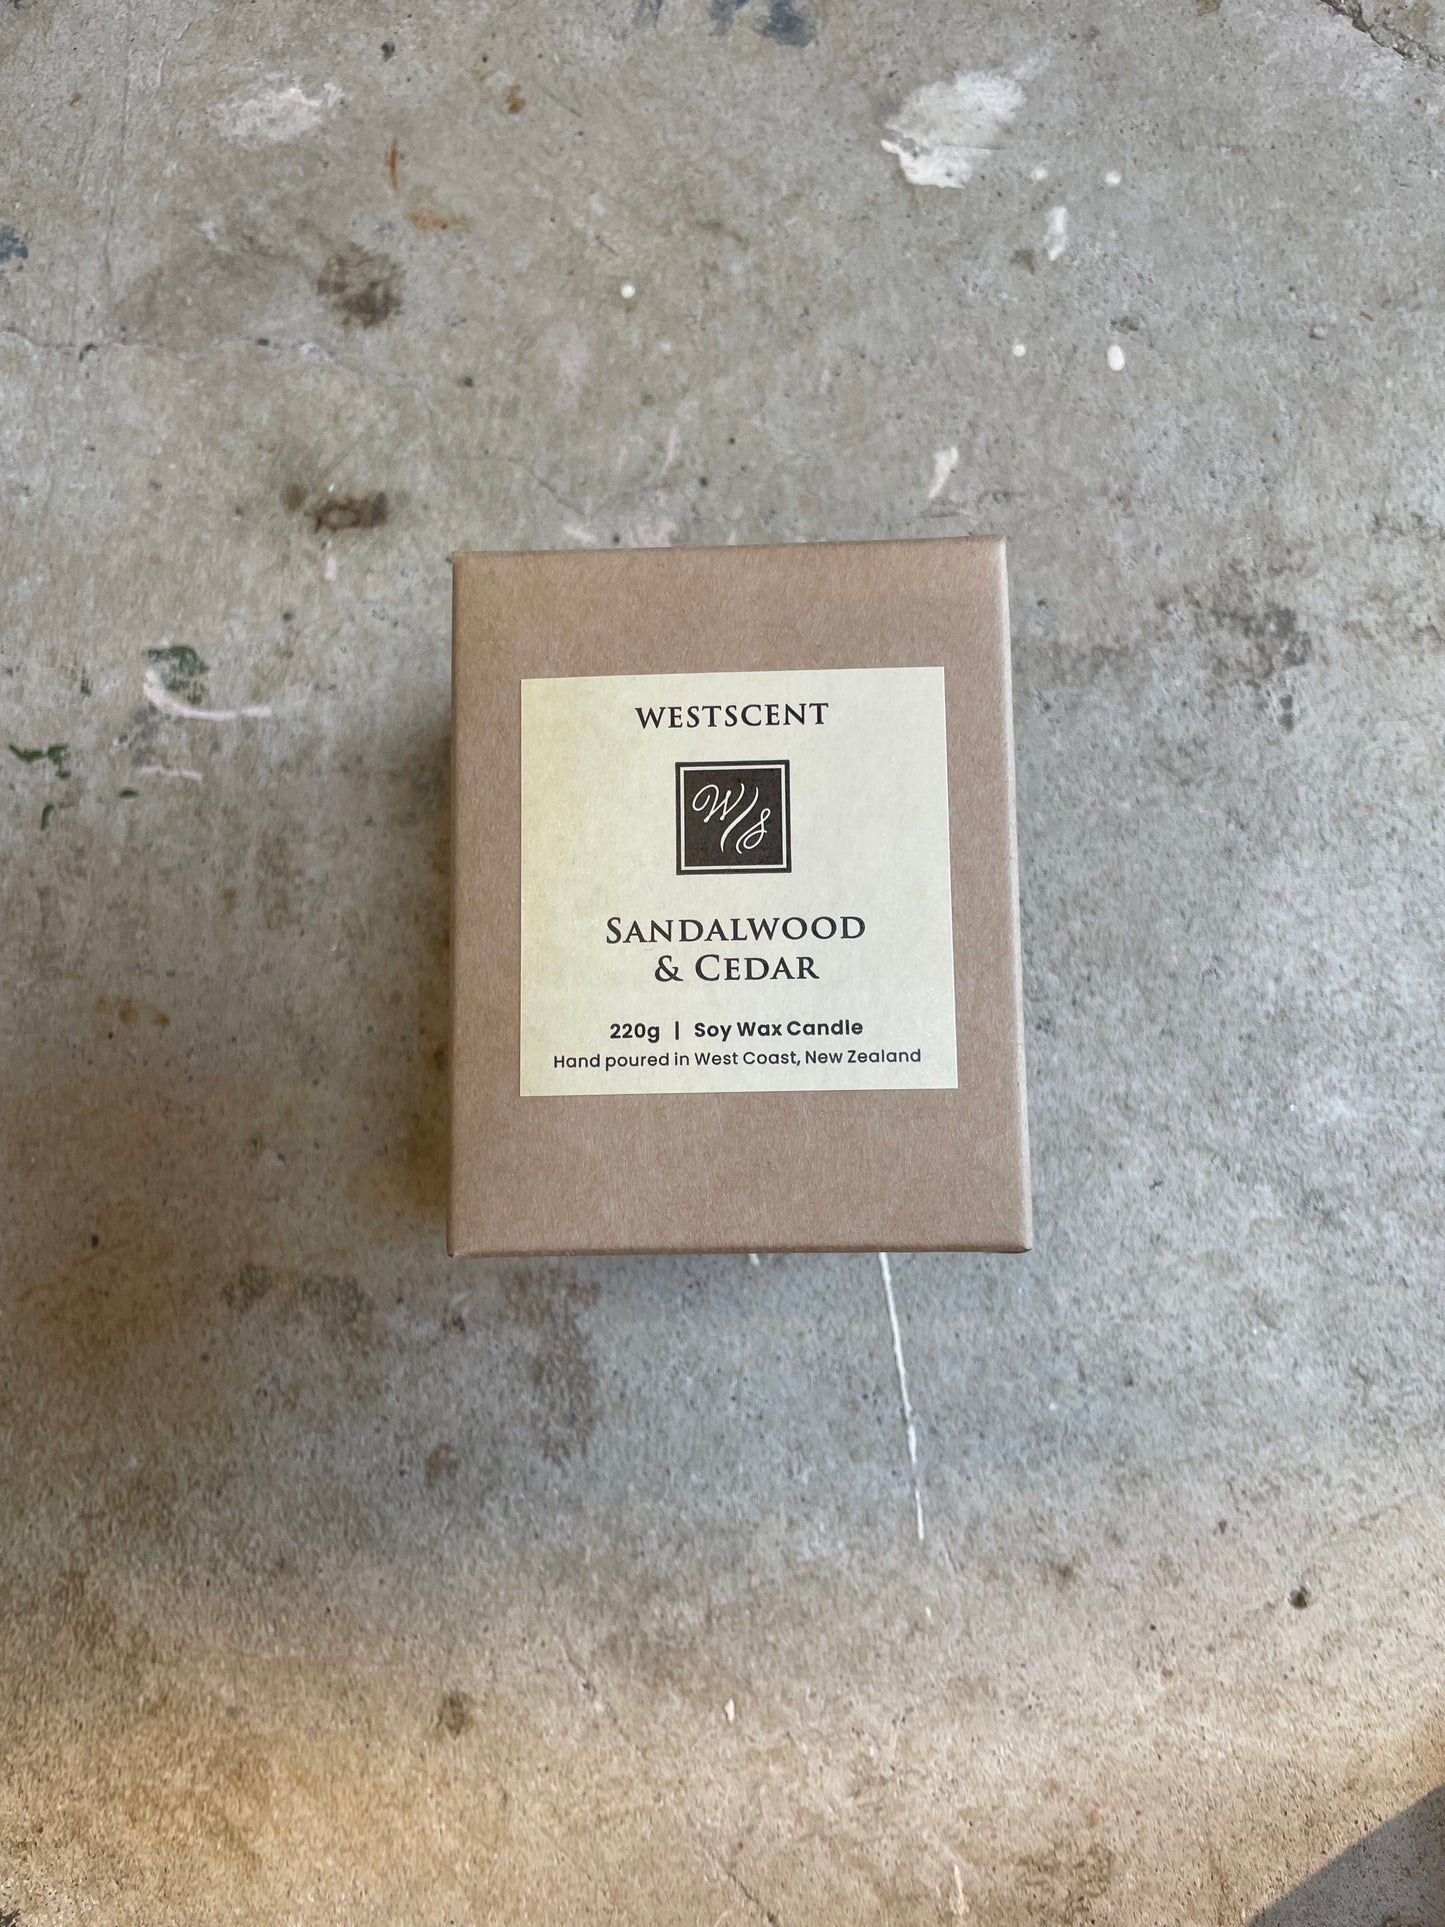 WESTSCENT
W/S
SANDALWOOD
& CEDAR
220g | Soy Wax Candle
Hand poured in West Coast, New Zealand